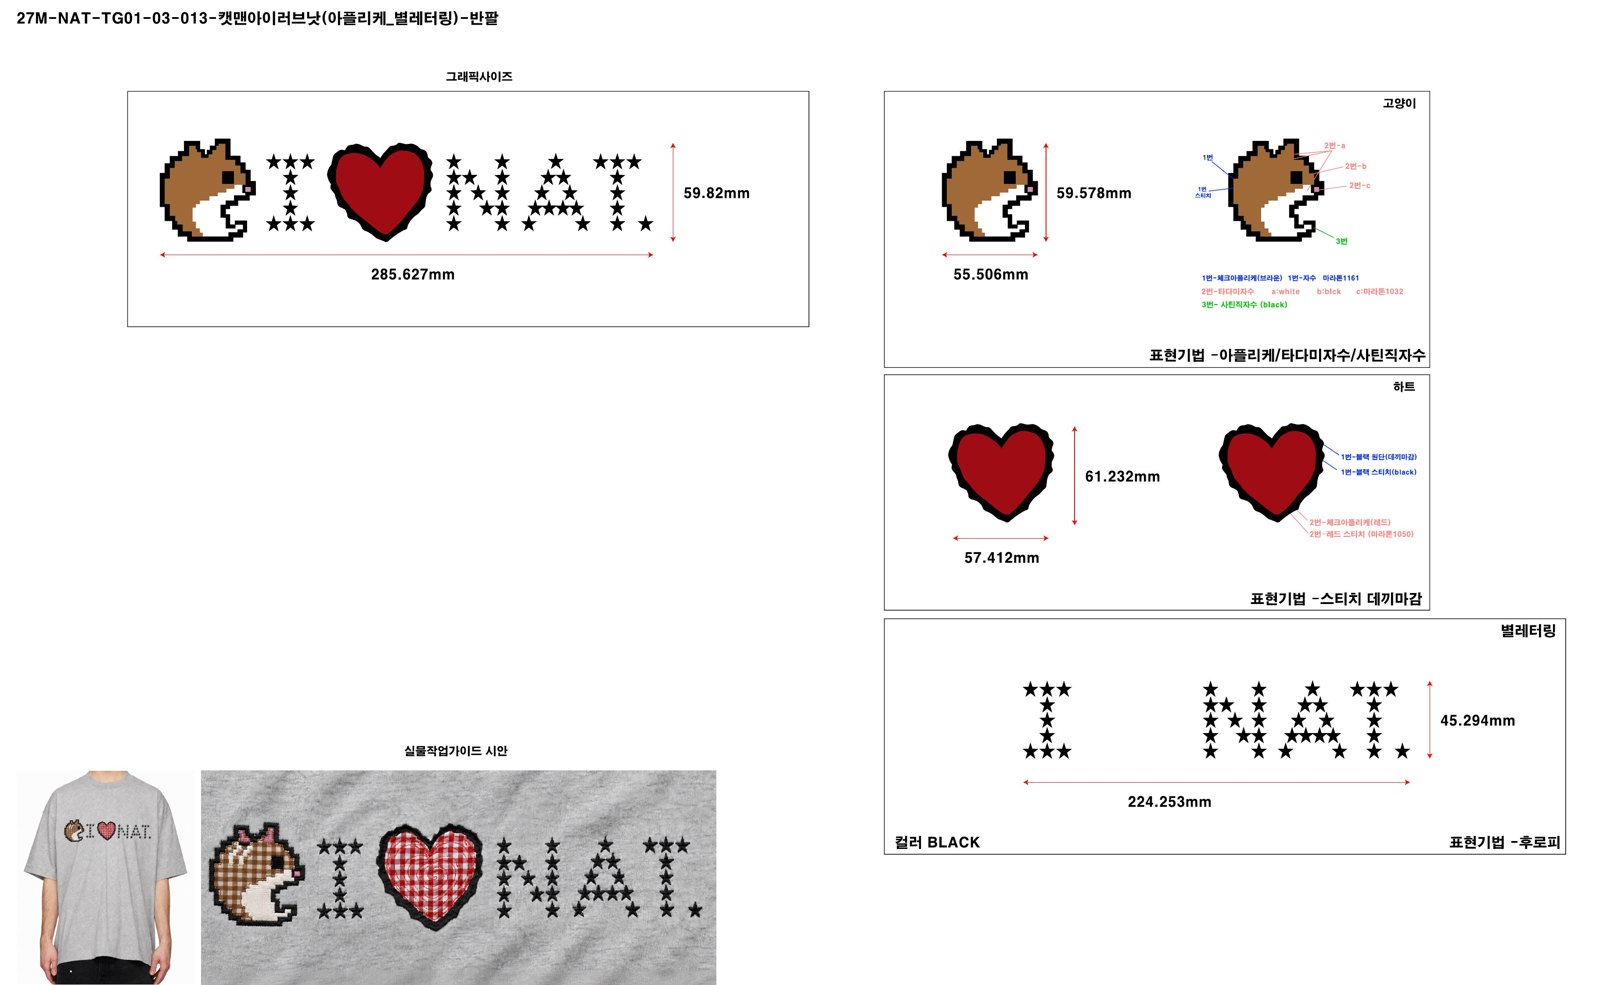 27M-NAT-TG01-03-013-캣맨아이러브낫(아플리케_별레터링)-반팔
그래픽사이즈
I NAT.
59.82mm
285.627mm
고양이
59.578mm
55.506mm
1번
1번
스티치
2번-a
2번-b
2번-c
3번
1번-체크아플리케(브라운) 1번-자수 마라톤1161
2번-타다미자수 a:white b:blck c:마라톤1032
3번- 사틴직자수 (black)
표현기법 -아플리케/타다미자수/사틴직자수
하트
61.232mm
57.412mm
1번-블랙 원단(데끼마감)
1번-블랙 스티치(black)
2번-체크아플리케(레드)
2번-레드 스티치 (마라톤1050)
표현기법 -스티치 데끼마감
별레터링
I NAT.
45.294mm
224.253mm
컬러 BLACK
표현기법 -후로피
실물작업가이드 시안
I NAT.
I NAT.